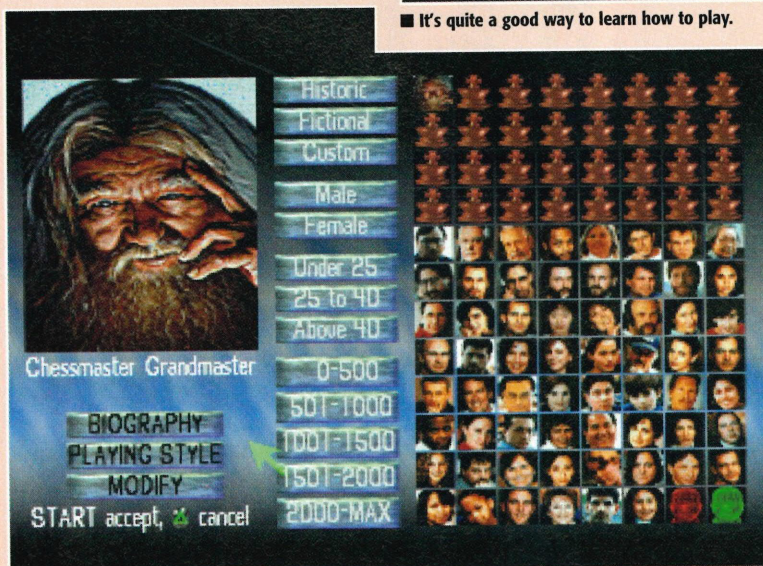 ■ It's quite a good way to learn how to play.
Historic
Fictional
Custom
Male
Female
Under 25
25 to 40
Above 40
0-500
501-1000
1001-1500
1501-2000
2000-MAX
Chessmaster Grandmaster
BIOGRAPHY
PLAYING STYLE
MODIFY
START accept, cancel